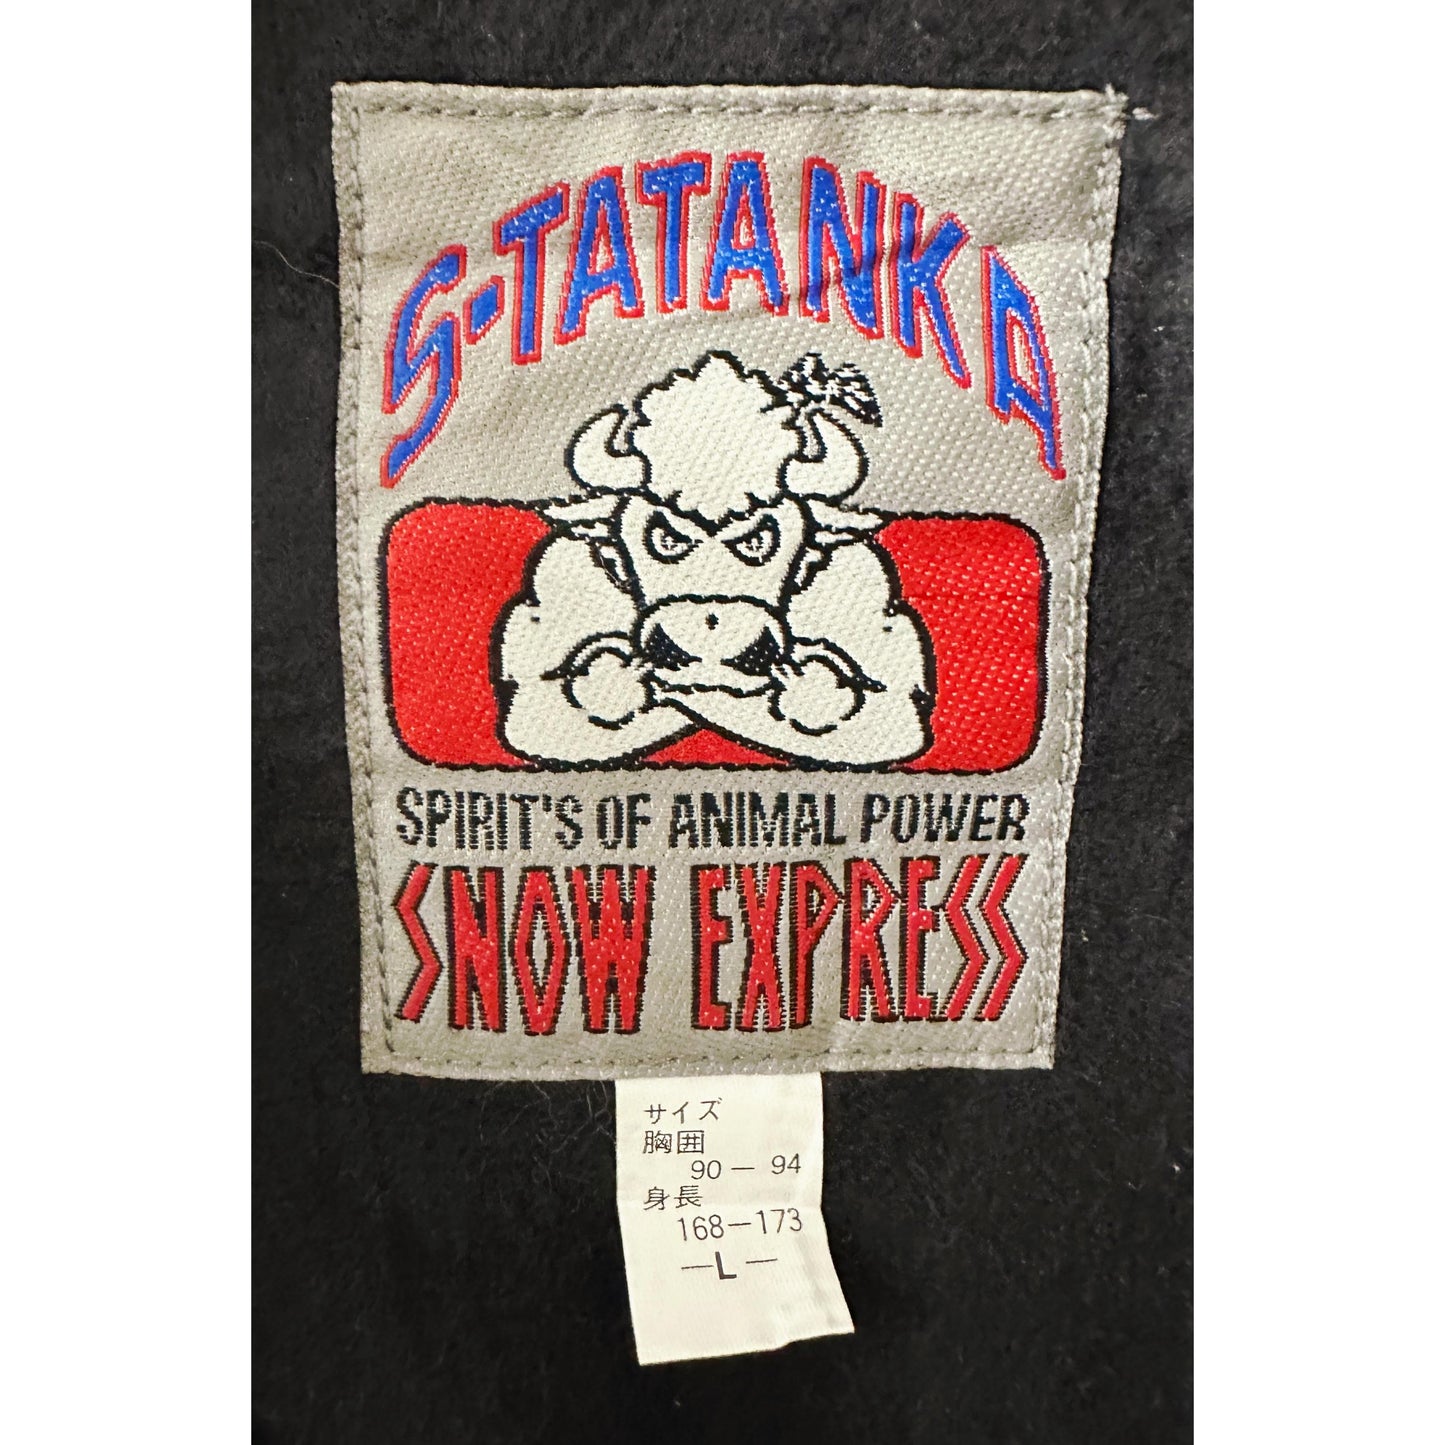 S-TATANKA
SPIRIT'S OF ANIMAL POWER
SNOW EXPRESS
サイズ
胸囲
90－94
身長
168－173
－L－